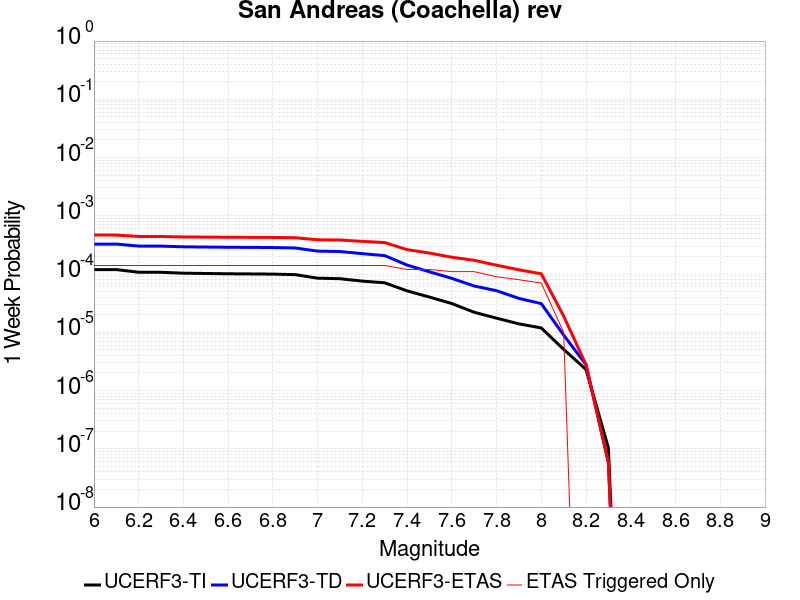 San Andreas (Coachella) rev
10^0
10^-1
10^-2
10^-3
10^-4
10^-5
10^-6
10^-7
10^-8
1 Week Probability
6 6.2 6.4 6.6 6.8 7 7.2 7.4 7.6 7.8 8 8.2 8.4 8.6 8.8 9
Magnitude
UCERF3-TI UCERF3-TD UCERF3-ETAS ETAS Triggered Only